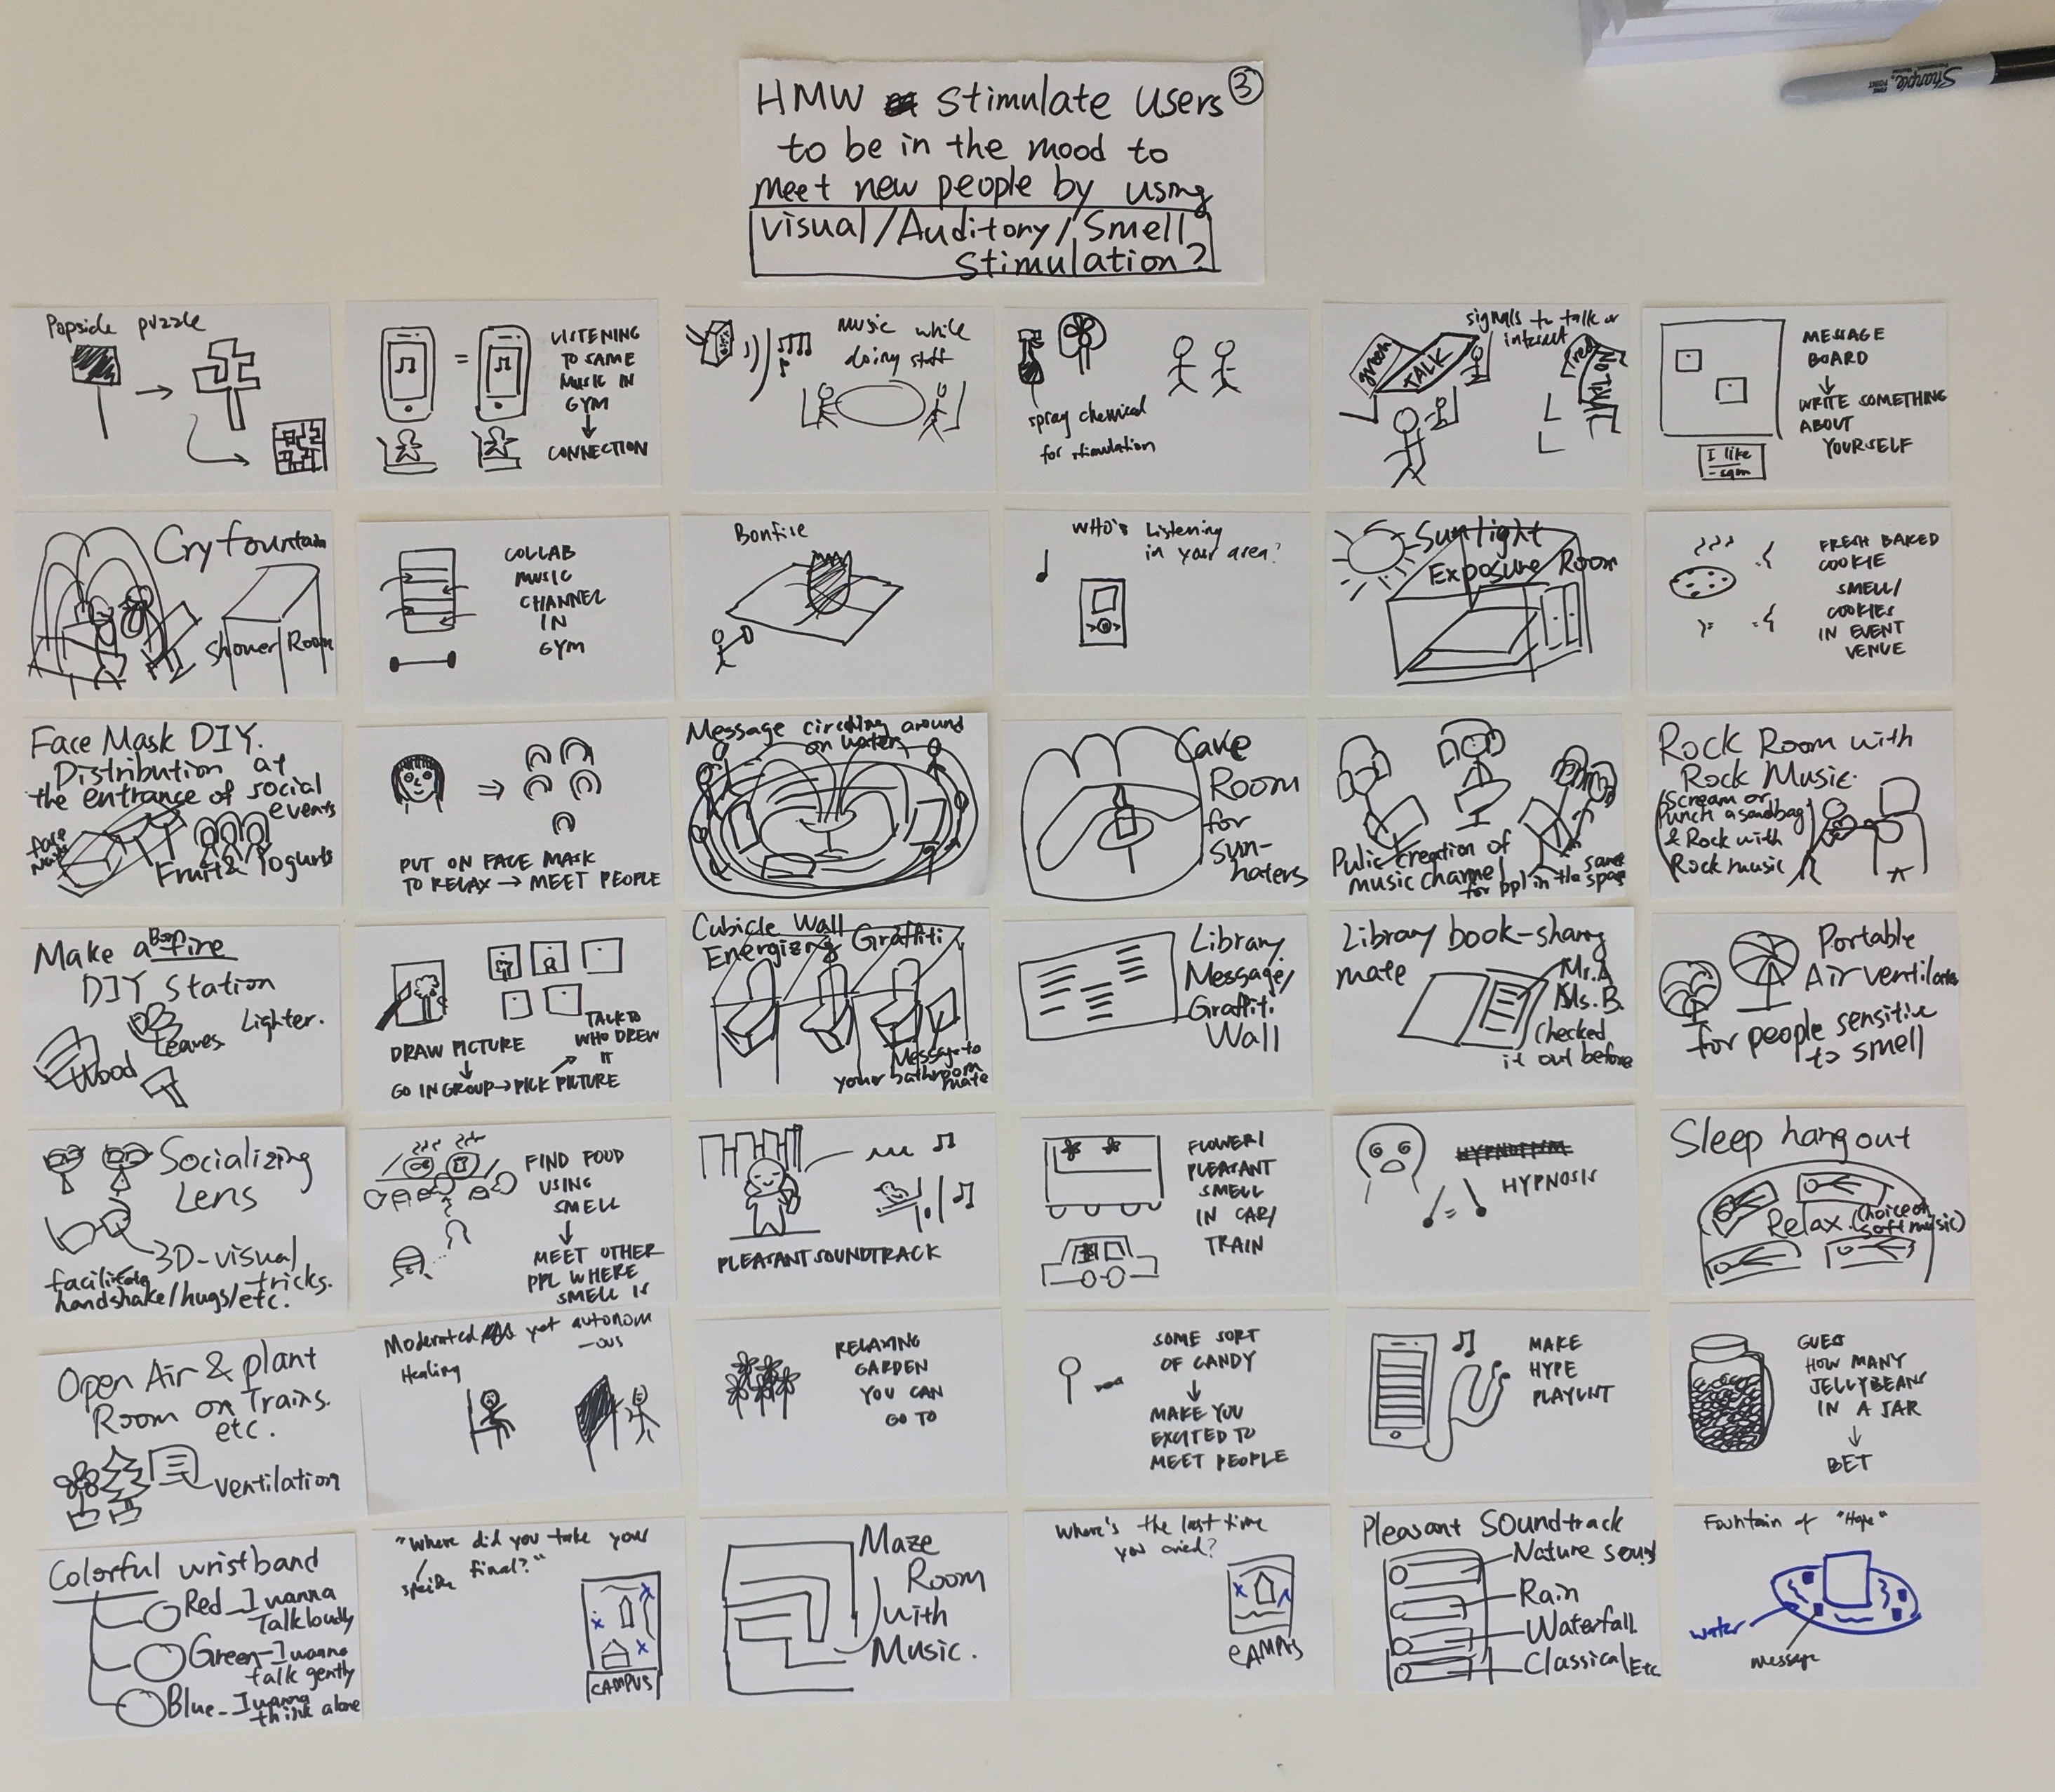 Sharpie
FINE POINT
HMW stimulate users ③
to be in the mood to
meet new people by using
visual/Auditory/Smell
Stimulation?
Popsicle puzzle
LISTENING
TO SAME
MUSIC IN
GYM
↓
CONNECTION
music while
doing stuff
spray chemical
for stimulation
signals to talk or
interact
green
TALK
red
MESSAGE
BOARD
↓
WRITE SOMETHING
ABOUT
YOURSELF
I like
-sam
Cry fountain
Shower Room
COLLAB
MUSIC
CHANNEL
IN
GYM
Bonfire
WHO's Listening
in your area?
Sunlight
Exposure Room
FRESH BAKED
COOKIE
SMELL/
COOKIES
IN EVENT
VENUE
Face Mask DIY.
Distribution at
the entrance of social
events
face
Fruit & Yogurts
PUT ON FACE MASK
TO RELAX → MEET PEOPLE
Message circling around
on water
Cave
Room
for
sun-
haters
Pulic creation of
music channel
for ppl in the same
space
Rock Room with
Rock Music.
Scream or
Punch a sandbag
& Rock with
Rock music
Make a Bonfire
DIY Station
Leaves Lighter.
Wood
DRAW PICTURE
↓
GO IN GROUP → PICK PICTURE
TALK TO
WHO DREW
IT
Cubicle Wall
Energizing Graffiti
Message to
your bathroom
mate
Library
Message/
Graffiti
Wall
Library book-sharing
mate
Mr.A
Ms.B.
Checked
it out before
Portable
Air ventilator
for people sensitive
to smell
Socializing
Lens
3D-visual
facilitate tricks.
handshake/hugs/etc.
FIND FOOD
USING
SMELL
↓
MEET OTHER
PPL WHERE
SMELL IS
PLEASANT SOUNDTRACK
FLOWER/
PLEASANT
SMELL
IN CAR/
TRAIN
HYPNOSIS
Sleep hangout
Relax. (choice of
soft music)
Open Air & plant
Room on Trains.
etc.
ventilation
Moderated yet autonom
-ous
Healing
RELAXING
GARDEN
YOU CAN
GO TO
SOME SORT
OF CANDY
↓
MAKE YOU
EXCITED TO
MEET PEOPLE
MAKE
HYPE
PLAYLIST
GUESS
HOW MANY
JELLYBEANS
IN A JAR
↓
BET
Colorful wristband
Red - I wanna
Talk loudly
Green - I wanna
talk gently
Blue - I wanna
think alone
"Where did you take your
final?"
CAMPUS
Maze
Room
with
Music.
Where's the last time
you cried?
CAMPUS
Pleasant Soundtrack
Nature sound
Rain
Waterfall.
Classical Etc.
Fountain of "Hope"
water
message